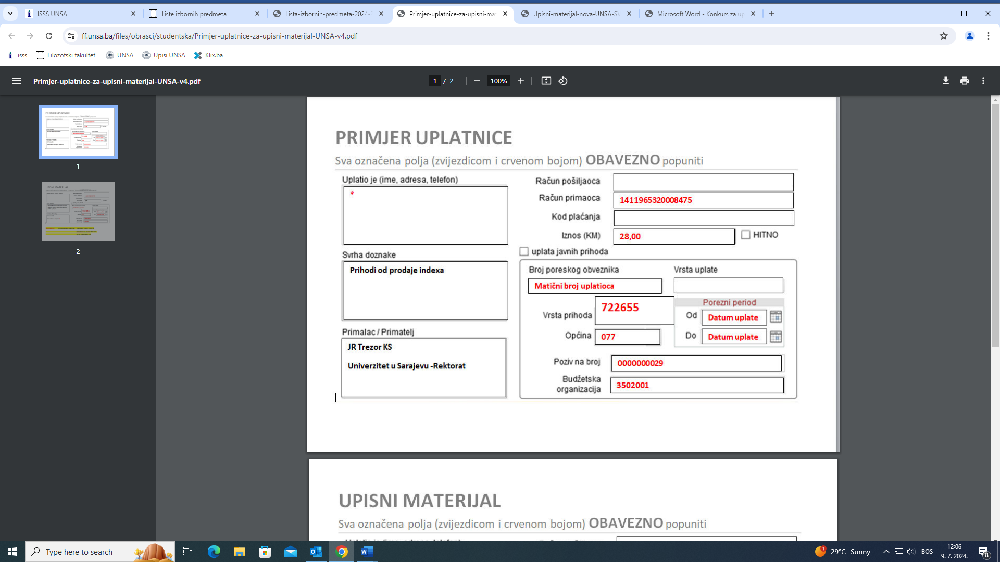 ISSS UNSA
Liste izbornih predmeta
Lista-izbornih-predmeta-2024-2
Primjer-uplatnice-za-upisni-mat
Upisni-materijal-nova-UNSA-SV
Microsoft Word - Konkurs za up
ff.unsa.ba/files/obrasci/studentska/Primjer-uplatnice-za-upisni-materijal-UNSA-v4.pdf
isss
Filozofski fakultet
UNSA
Upisi UNSA
Klix.ba
Primjer-uplatnice-za-upisni-materijal-UNSA-v4.pdf
1 / 2
100%
1
2
PRIMJER UPLATNICE
Sva označena polja (zvijezdicom i crvenom bojom) OBAVEZNO popuniti
Uplatio je (ime, adresa, telefon)
*
Svrha doznake
Prihodi od prodaje indexa
Primalac / Primatelj
JR Trezor KS
Univerzitet u Sarajevu -Rektorat
Račun pošiljaoca
Račun primaoca 1411965320008475
Kod plaćanja
Iznos (KM) 28,00 HITNO
uplata javnih prihoda
Broj poreskog obveznika Vrsta uplate
Matični broj uplatioca
Vrsta prihoda 722655
Porezni period
Od Datum uplate
Općina 077
Do Datum uplate
Poziv na broj 0000000029
Budžetska organizacija 3502001
UPISNI MATERIJAL
Sva označena polja (zvijezdicom i crvenom bojom) OBAVEZNO popuniti
Type here to search
29°C Sunny
BOS
12:06
9. 7. 2024.
8